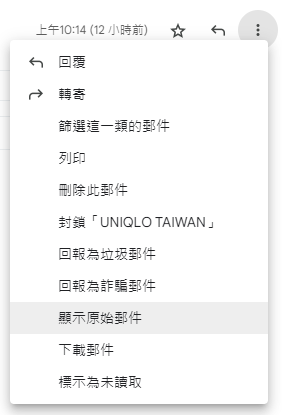 上午10:14 (12 小時前)
回覆
轉寄
篩選這一類的郵件
列印
刪除此郵件
封鎖「UNIQLO TAIWAN」
回報為垃圾郵件
回報為詐騙郵件
顯示原始郵件
下載郵件
標示為未讀取